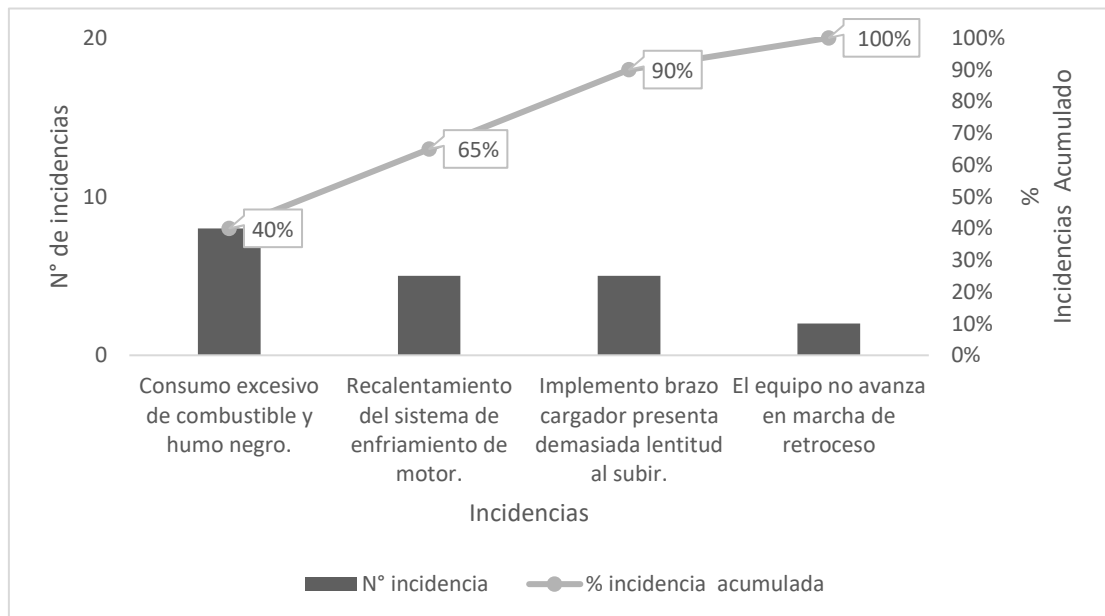 20
10
0
N° de incidencias
40%
65%
90%
100%
100%
90%
80%
70%
60%
50%
40%
30%
20%
10%
0%
%
Incidencias Acumulado
Consumo excesivo
de combustible y
humo negro.
Recalentamiento
del sistema de
enfriamiento de
motor.
Implemento brazo
cargador presenta
demasiada lentitud
al subir.
El equipo no avanza
en marcha de
retroceso
Incidencias
N° incidencia
% incidencia acumulada